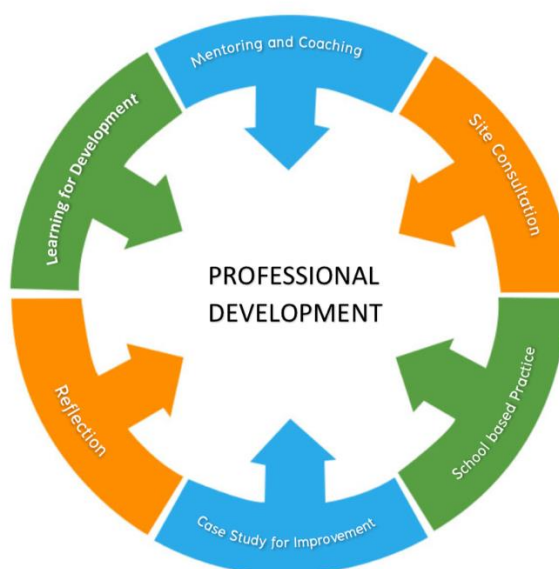 Mentoring and Coaching
Site Consultation
School based Practice
Case Study for Improvement
Reflection
Learning for Development
PROFESSIONAL
DEVELOPMENT